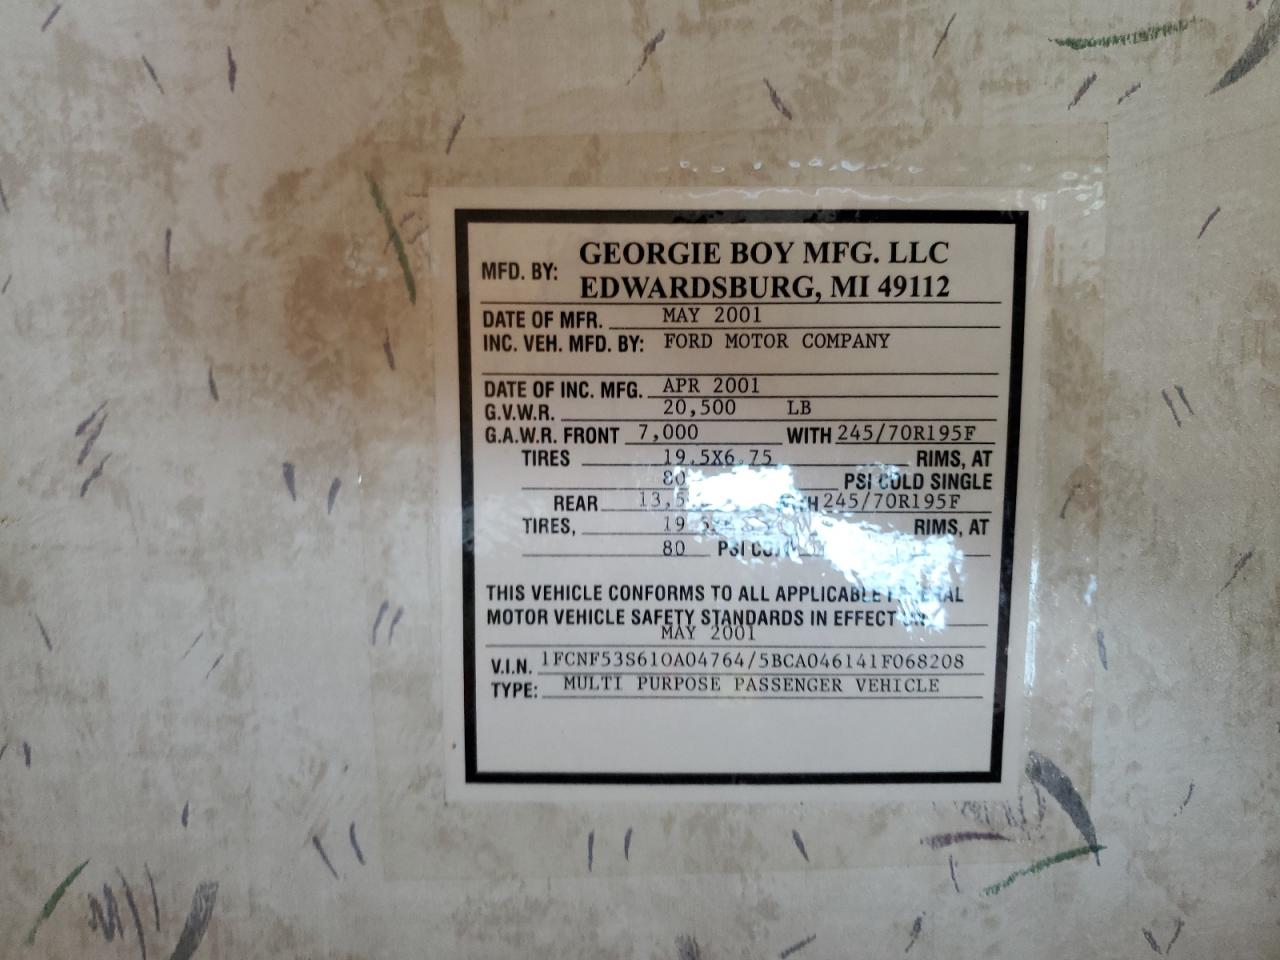 MFD. BY: GEORGIE BOY MFG. LLC
EDWARDSBURG, MI 49112
DATE OF MFR. MAY 2001
INC. VEH. MFD. BY: FORD MOTOR COMPANY
DATE OF INC. MFG. APR 2001
G.V.W.R. 20,500 LB
G.A.W.R. FRONT 7,000 WITH 245/70R195F
TIRES 19.5X6.75 RIMS, AT
80 PSI COLD SINGLE
REAR 245/70R195F
TIRES, RIMS, AT
80 PSI
THIS VEHICLE CONFORMS TO ALL APPLICABLE FEDERAL
MOTOR VEHICLE SAFETY STANDARDS IN EFFECT
MAY 2001
V.I.N. 1FCNF53S610A04764/5BCA046141F068208
TYPE: MULTI PURPOSE PASSENGER VEHICLE